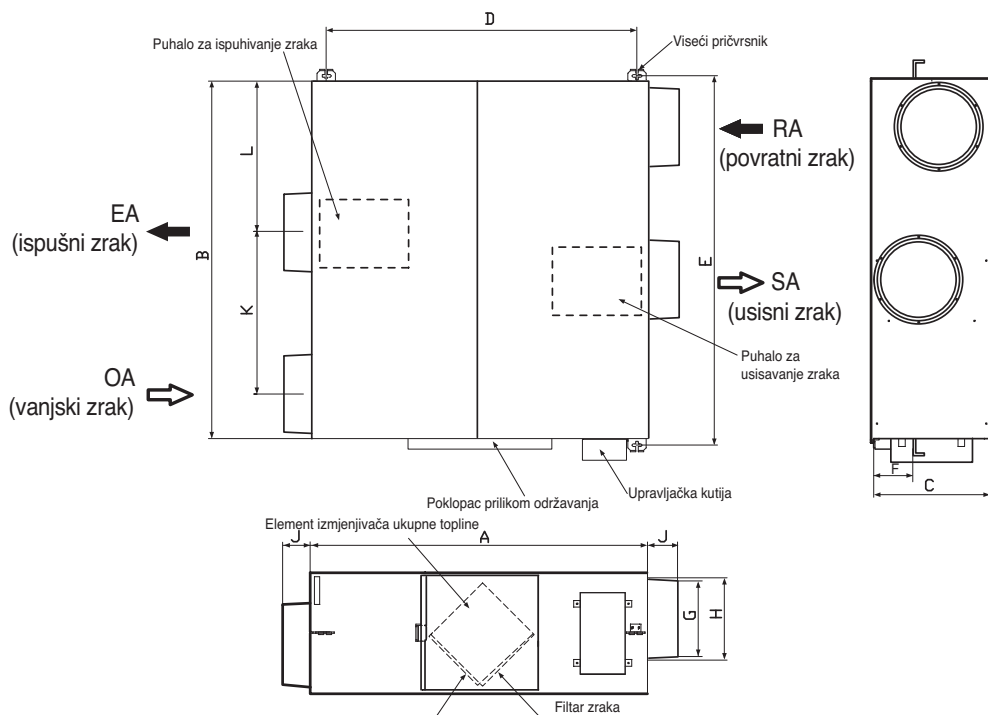 D
Puhalo za ispuhivanje zraka
Viseći pričvrsnik
L
RA
(povratni zrak)
EA
(ispušni zrak)
B
E
SA
(usisni zrak)
K
Puhalo za
usisavanje zraka
OA
(vanjski zrak)
F
C
Poklopac prilikom održavanja
Upravljačka kutija
Element izmjenjivača ukupne topline
J
A
J
G
H
Filtar zraka